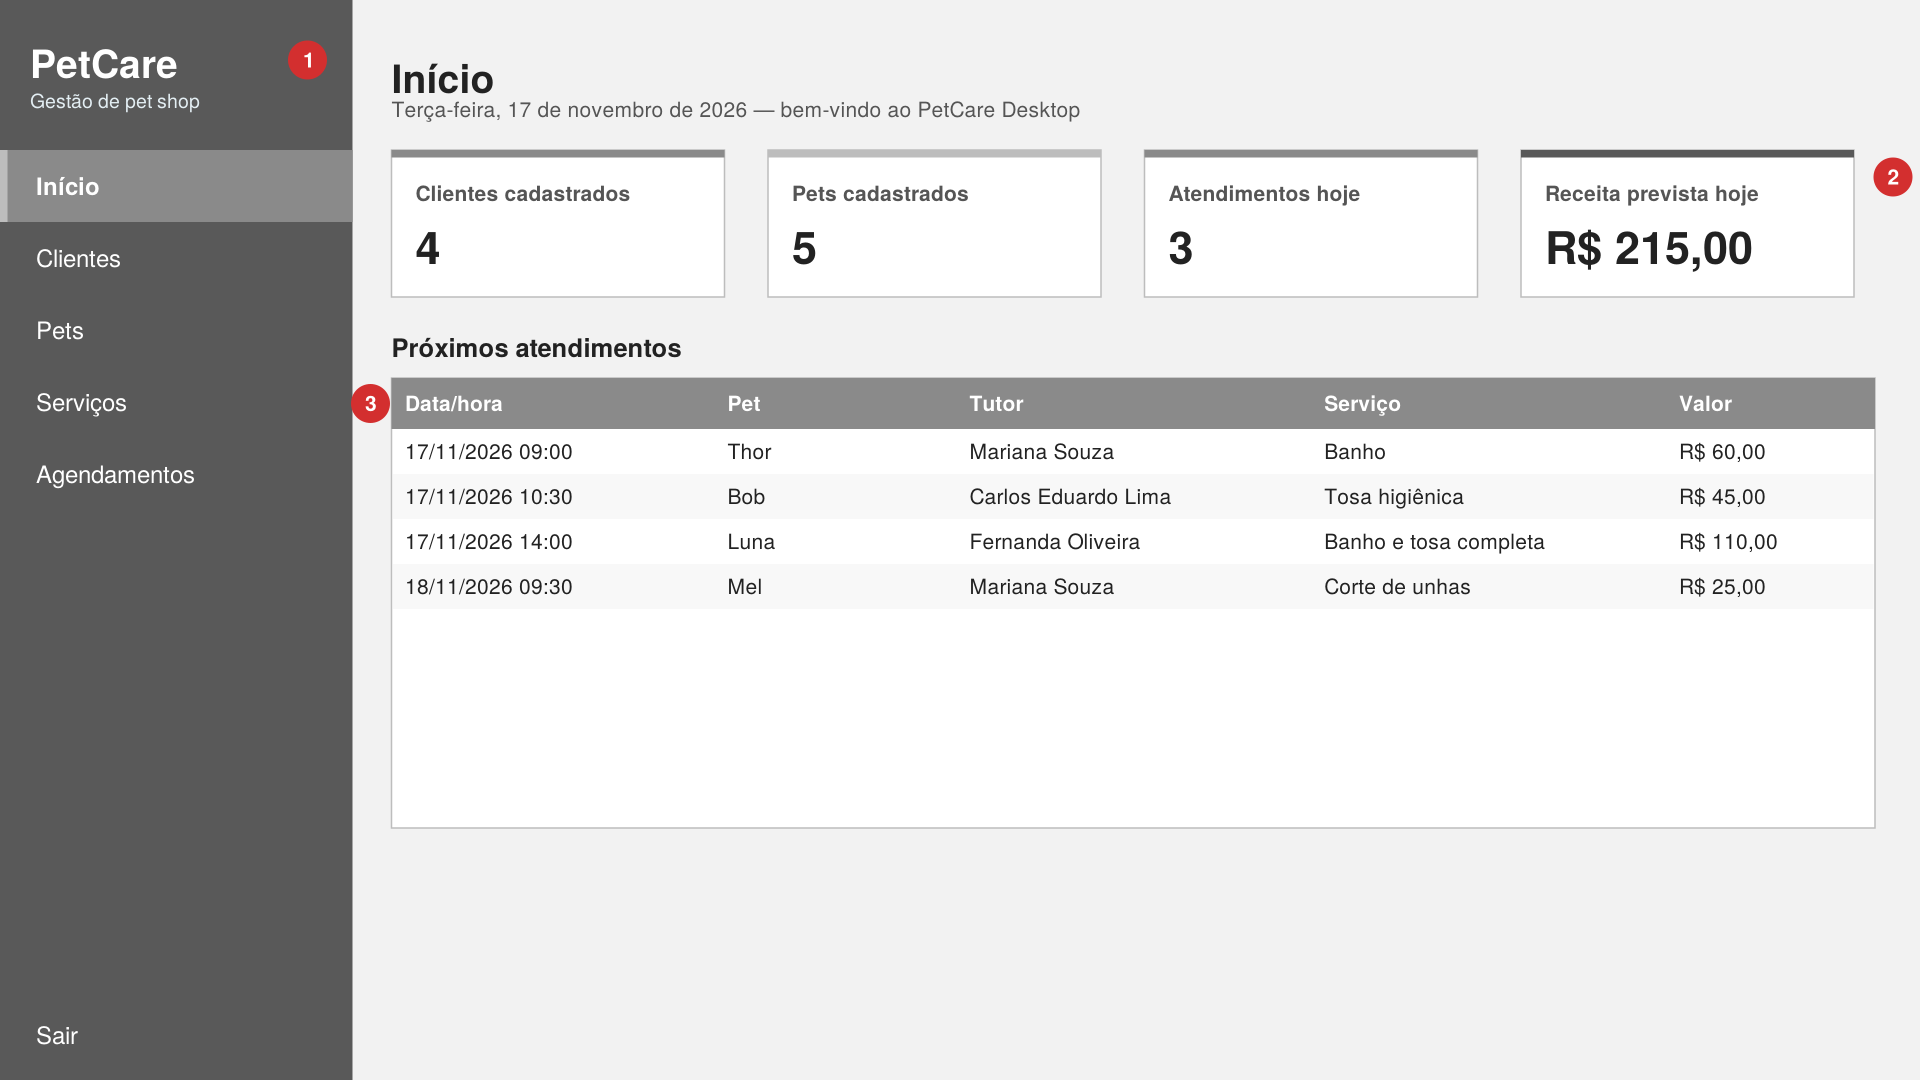 PetCare
1
Gestão de pet shop
Início
Clientes
Pets
Serviços
Agendamentos
Sair
Início
Terça-feira, 17 de novembro de 2026 — bem-vindo ao PetCare Desktop
Clientes cadastrados
4
Pets cadastrados
5
Atendimentos hoje
3
Receita prevista hoje
R$ 215,00
2
Próximos atendimentos
3
Data/hora Pet Tutor Serviço Valor
17/11/2026 09:00 Thor Mariana Souza Banho R$ 60,00
17/11/2026 10:30 Bob Carlos Eduardo Lima Tosa higiênica R$ 45,00
17/11/2026 14:00 Luna Fernanda Oliveira Banho e tosa completa R$ 110,00
18/11/2026 09:30 Mel Mariana Souza Corte de unhas R$ 25,00